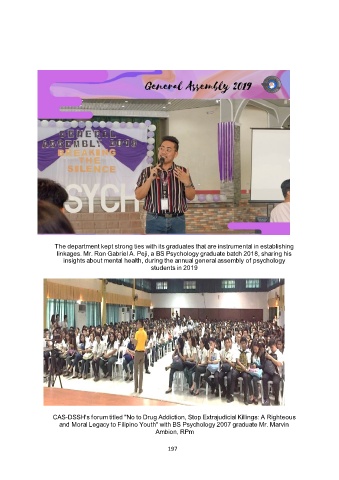 General Assembly 2019
GENERAL
ASSEMBLY 2019
BREAKING
THE
SILENCE
PSYCH
The department kept strong ties with its graduates that are instrumental in establishing
linkages. Mr. Ron Gabriel A. Peji, a BS Psychology graduate batch 2018, sharing his
insights about mental health, during the annual general assembly of psychology
students in 2019
CAS-DSSH's forum titled "No to Drug Addiction, Stop Extrajudicial Killings: A Righteous
and Moral Legacy to Filipino Youth" with BS Psychology 2007 graduate Mr. Marvin
Ambion, RPm
197